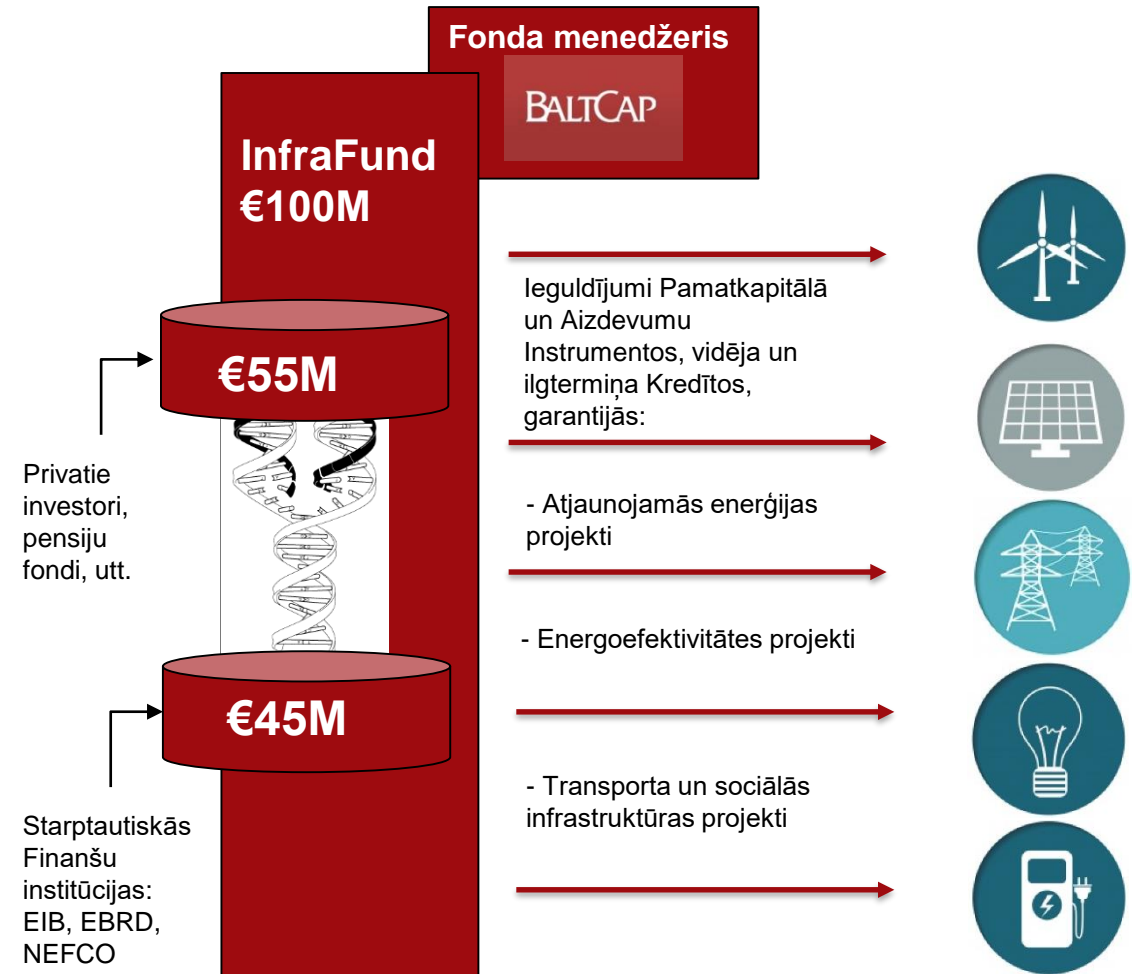 Fonda menedžeris
BALTCAP
InfraFund
€100M
€55M
Privatie
investori,
pensiju
fondi, utt.
€45M
Starptautiskās
Finanšu
institūcijas:
EIB, EBRD,
NEFCO
Ieguldījumi Pamatkapitālā
un Aizdevumu
Instrumentos, vidēja un
ilgtermiņa Kredītos,
garantijās:
- Atjaunojamās enerģijas
projekti
- Energoefektivitātes projekti
- Transporta un sociālās
infrastruktūras projekti